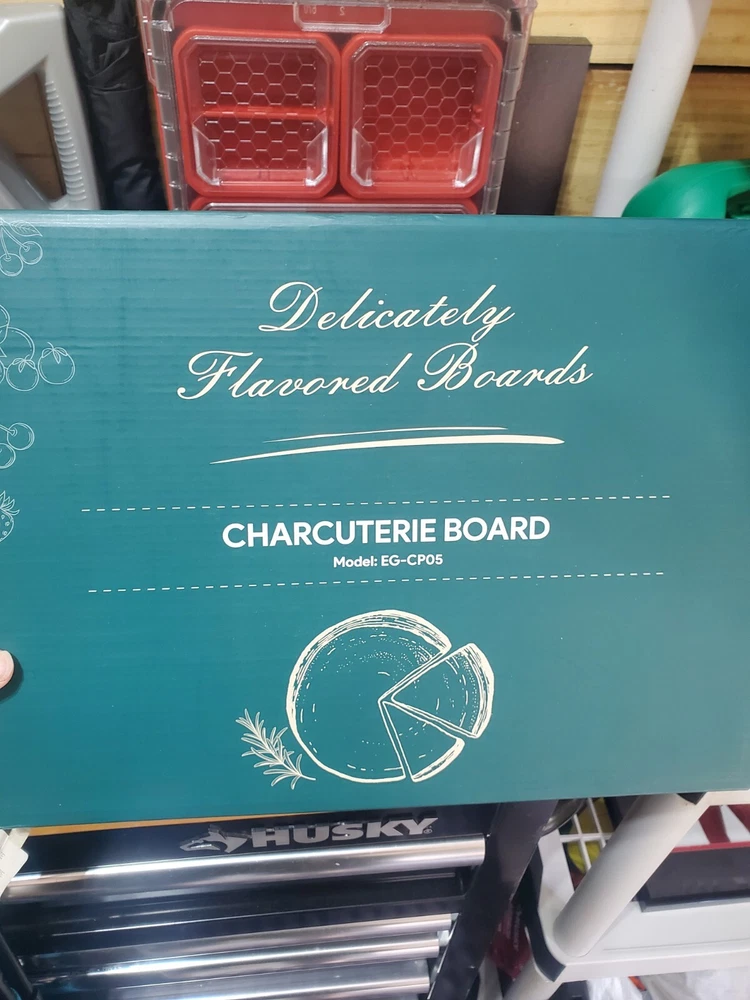 Delicately
Flavored Boards
CHARCUTERIE BOARD
Model: EG-CP05
HUSKY